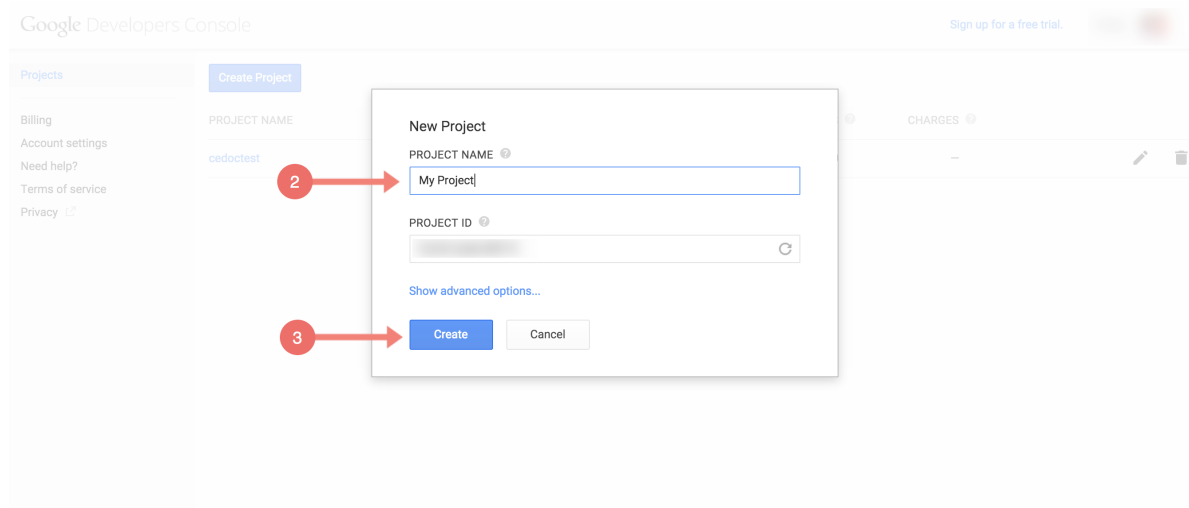 Google Developers Console
Sign up for a free trial.
Projects
Create Project
Billing
Account settings
Need help?
Terms of service
Privacy
PROJECT NAME
CHARGES
cedoctest
–
New Project
PROJECT NAME
2
My Project
PROJECT ID
Show advanced options...
3
Create
Cancel